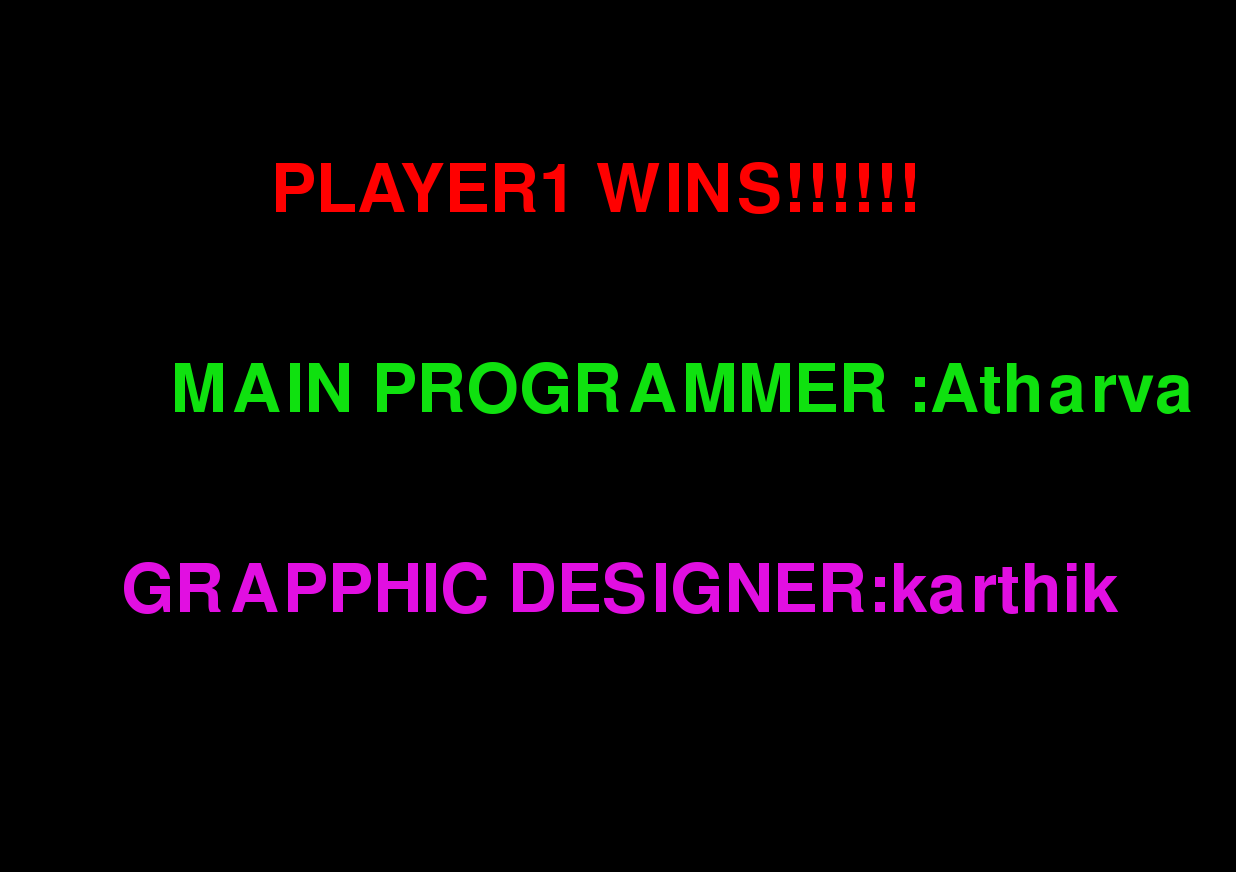 PLAYER1 WINS!!!!!!
MAIN PROGRAMMER :Atharva
GRAPPHIC DESIGNER:karthik